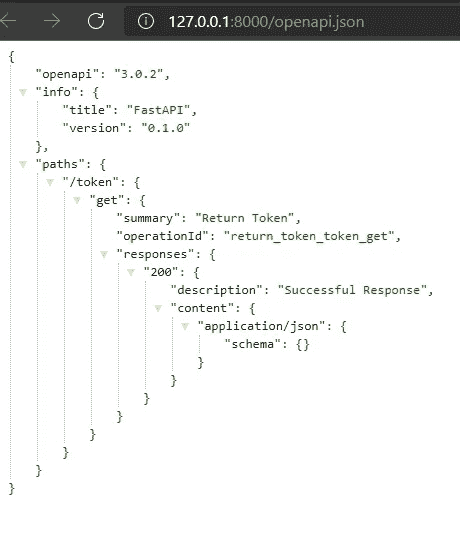 127.0.0.1:8000/openapi.json
{
"openapi": "3.0.2",
"info": {
"title": "FastAPI",
"version": "0.1.0"
},
"paths": {
"/token": {
"get": {
"summary": "Return Token",
"operationId": "return_token_token_get",
"responses": {
"200": {
"description": "Successful Response",
"content": {
"application/json": {
"schema": {}
}
}
}
}
}
}
}
}